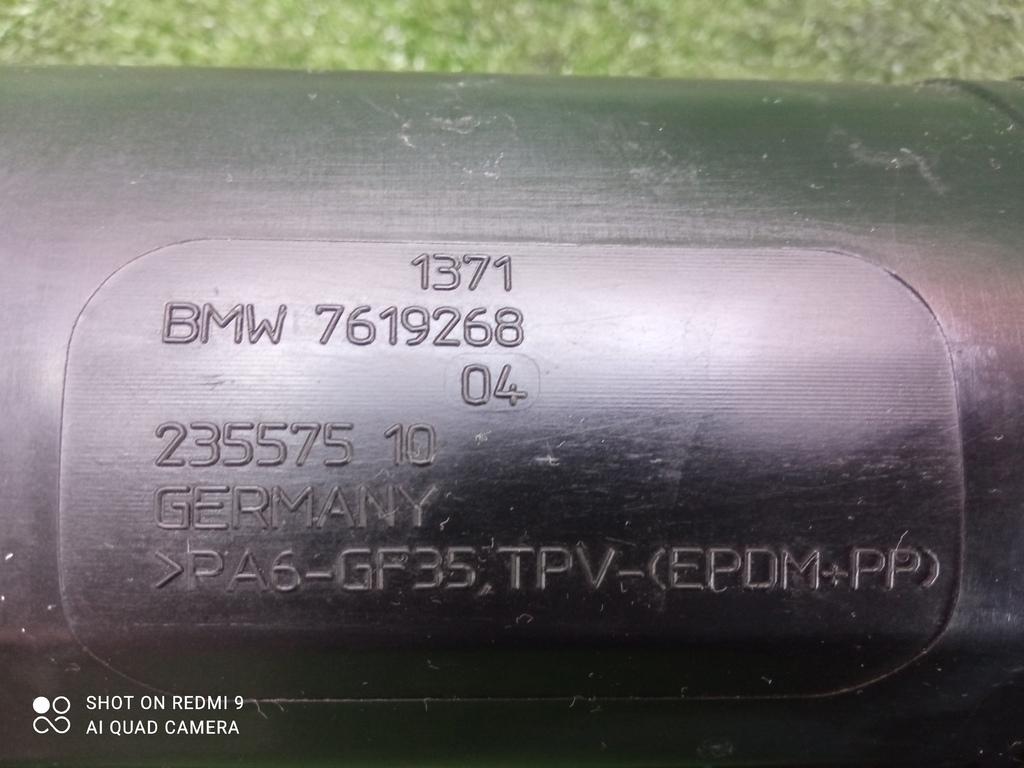 1371
BMW 7619268
04
235575 10
GERMANY
>PA6-GF35,TPV-(EPDM+PP)
SHOT ON REDMI 9
AI QUAD CAMERA